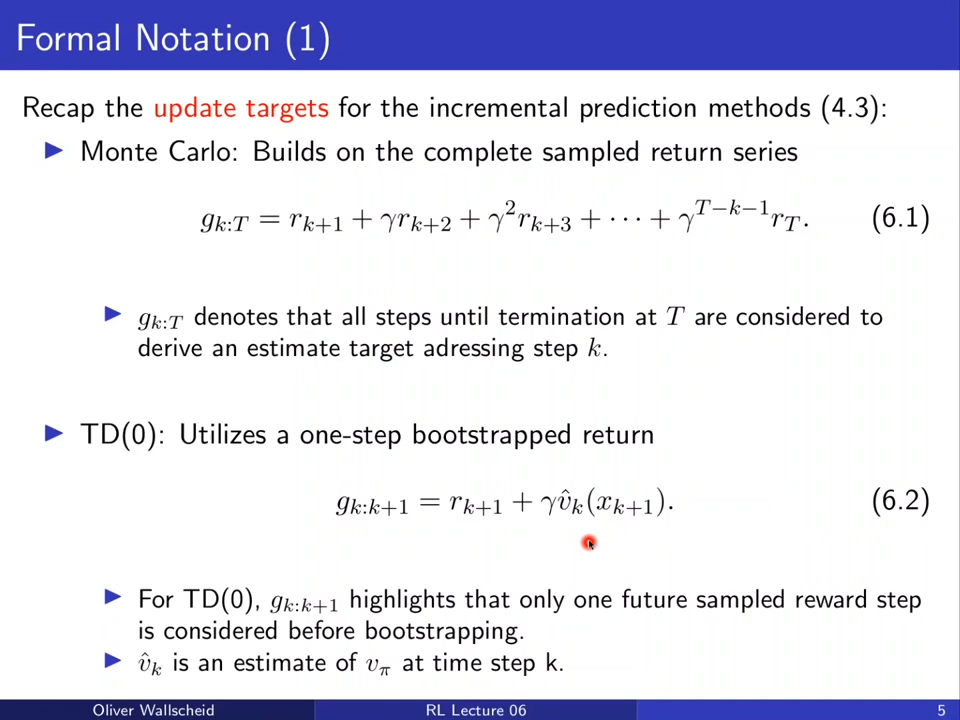 Formal Notation (1)
Recap the update targets for the incremental prediction methods (4.3):
▶ Monte Carlo: Builds on the complete sampled return series
g_{k:T} = r_{k+1} + γr_{k+2} + γ²r_{k+3} + ⋯ + γ^{T−k−1}r_T. (6.1)
▶ g_{k:T} denotes that all steps until termination at T are considered to
derive an estimate target adressing step k.
▶ TD(0): Utilizes a one-step bootstrapped return
g_{k:k+1} = r_{k+1} + γv̂_k(x_{k+1}). (6.2)
▶ For TD(0), g_{k:k+1} highlights that only one future sampled reward step
is considered before bootstrapping.
▶ v̂_k is an estimate of v_π at time step k.
Oliver Wallscheid RL Lecture 06 5